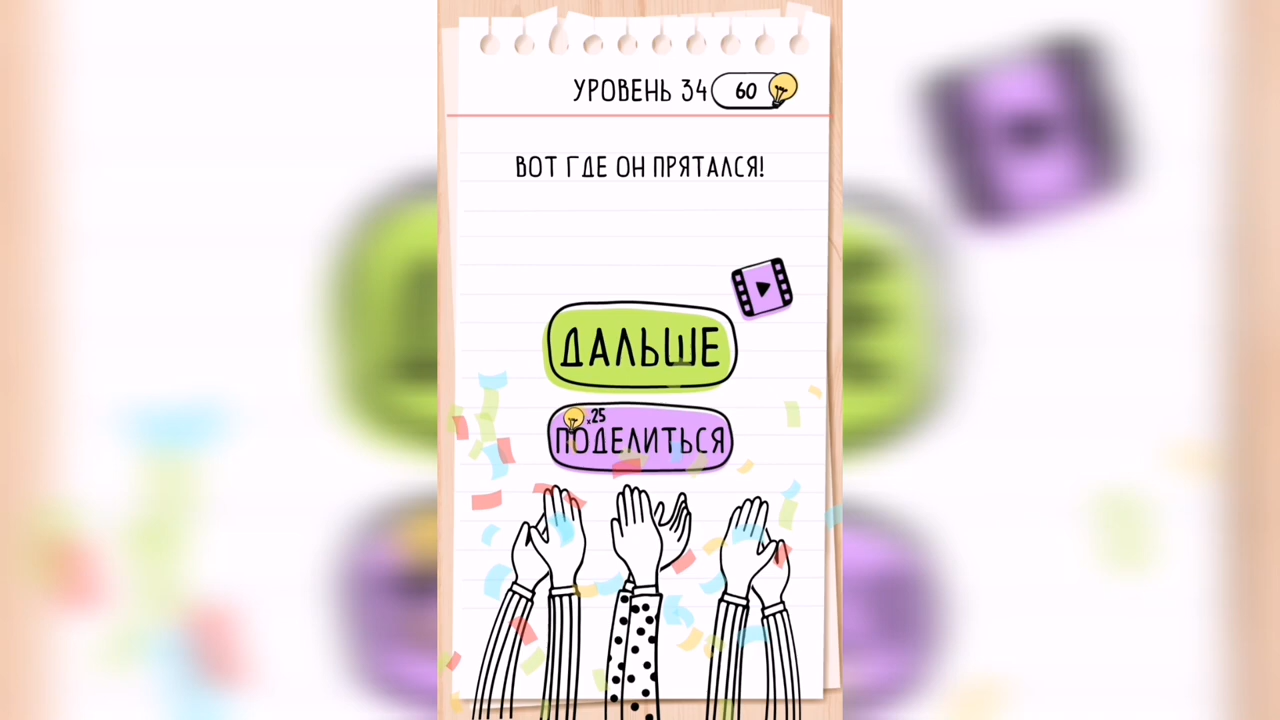 УРОВЕНЬ 34 60
ВОТ ГДЕ ОН ПРЯТАЛСЯ!
ДАЛЬШЕ
x25
ПОДЕЛИТЬСЯ